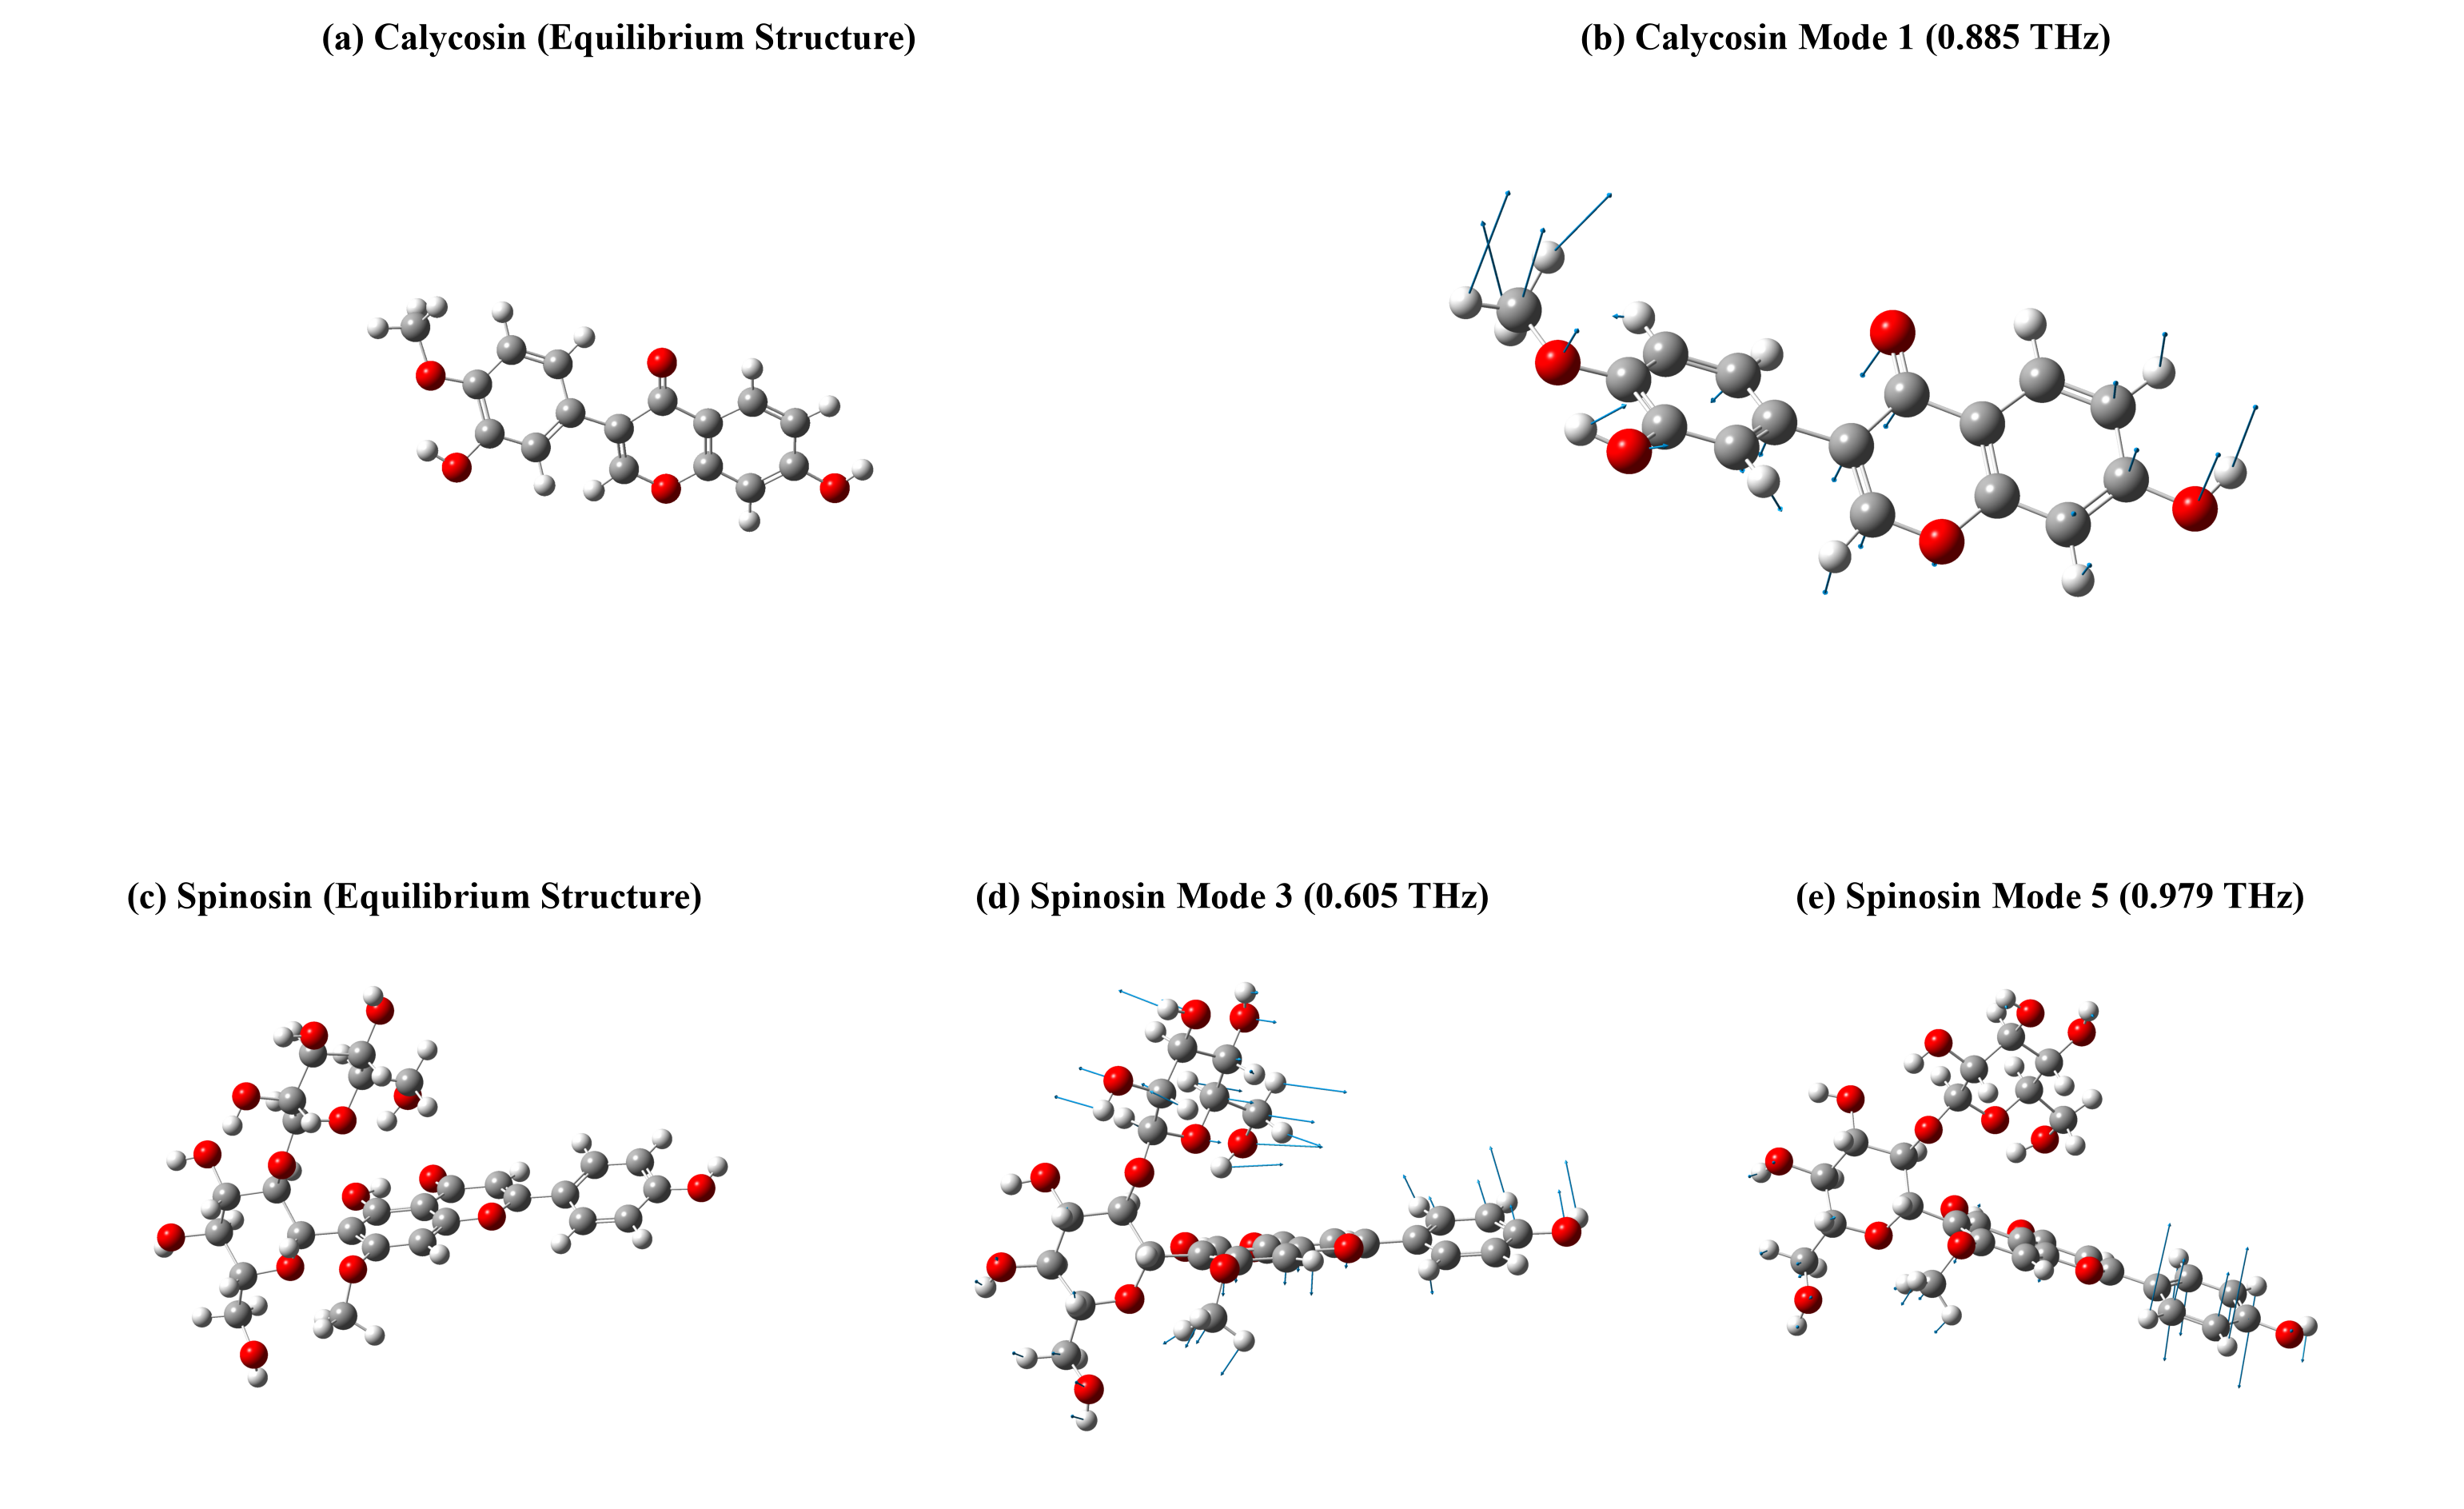 (a) Calycosin (Equilibrium Structure)
(b) Calycosin Mode 1 (0.885 THz)
(c) Spinosin (Equilibrium Structure)
(d) Spinosin Mode 3 (0.605 THz)
(e) Spinosin Mode 5 (0.979 THz)